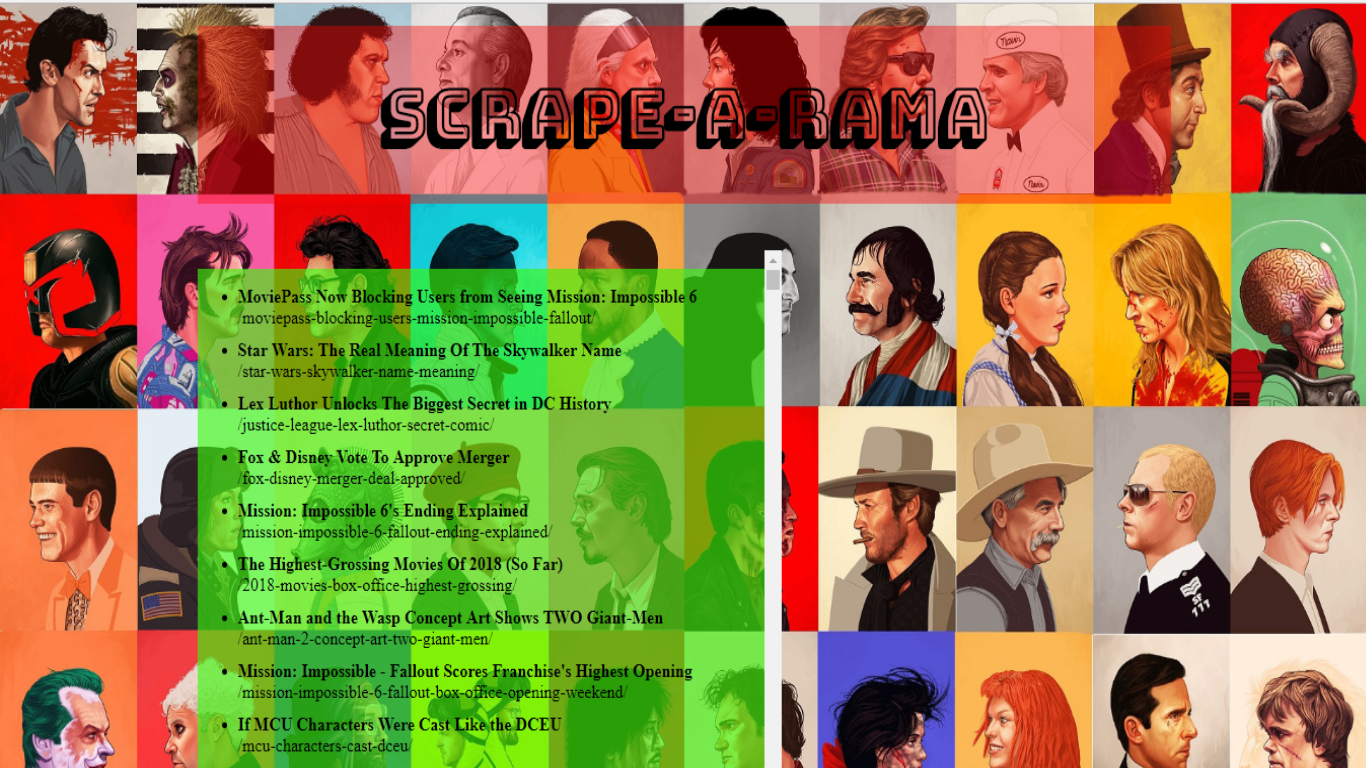 Navin
SCRAPE-A-RAMA
Navin
MoviePass Now Blocking Users from Seeing Mission: Impossible 6
/moviepass-blocking-users-mission-impossible-fallout/
Star Wars: The Real Meaning Of The Skywalker Name
/star-wars-skywalker-name-meaning/
Lex Luthor Unlocks The Biggest Secret in DC History
/justice-league-lex-luthor-secret-comic/
Fox & Disney Vote To Approve Merger
/fox-disney-merger-deal-approved/
Mission: Impossible 6's Ending Explained
/mission-impossible-6-fallout-ending-explained/
The Highest-Grossing Movies Of 2018 (So Far)
/2018-movies-box-office-highest-grossing/
Ant-Man and the Wasp Concept Art Shows TWO Giant-Men
/ant-man-2-concept-art-two-giant-men/
Mission: Impossible - Fallout Scores Franchise's Highest Opening
/mission-impossible-6-fallout-box-office-opening-weekend/
If MCU Characters Were Cast Like the DCEU
/mcu-characters-cast-dceu/